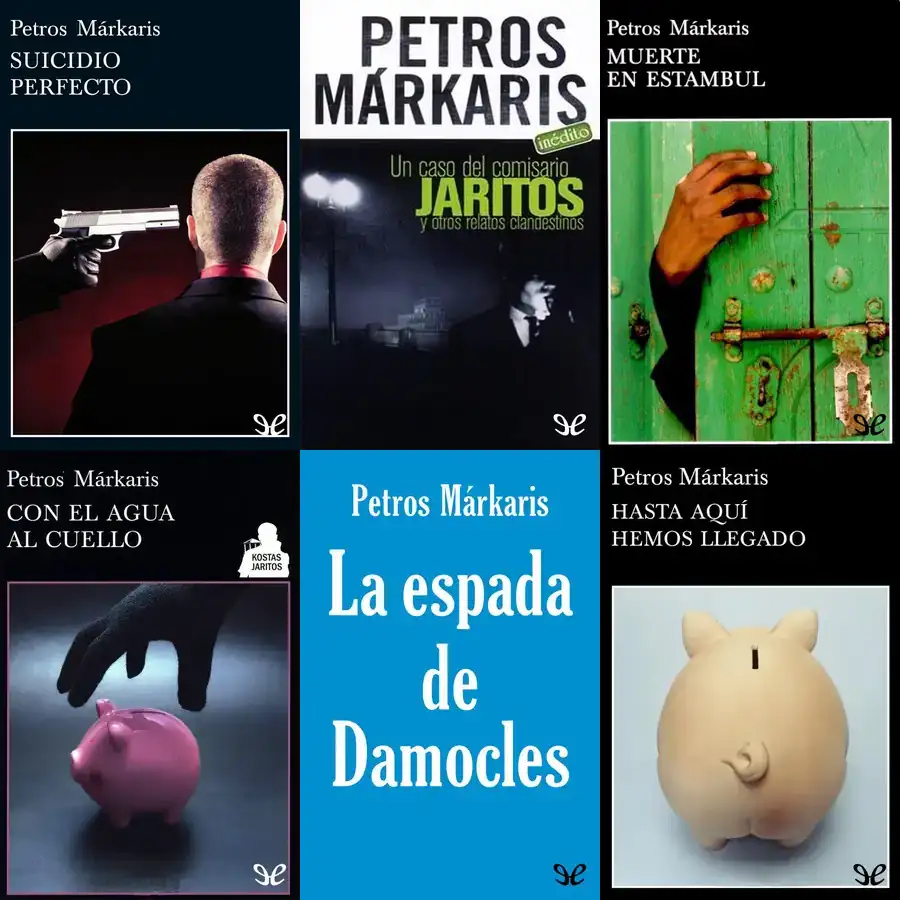 Petros Márkaris
SUICIDIO
PERFECTO
PETROS
MÁRKARIS
inédito
Un caso del comisario
JARITOS
y otros relatos clandestinos
Petros Márkaris
MUERTE
EN ESTAMBUL
Petros Márkaris
CON EL AGUA
AL CUELLO
KOSTAS
JARITOS
Petros Márkaris
La espada
de
Damocles
Petros Márkaris
HASTA AQUÍ
HEMOS LLEGADO